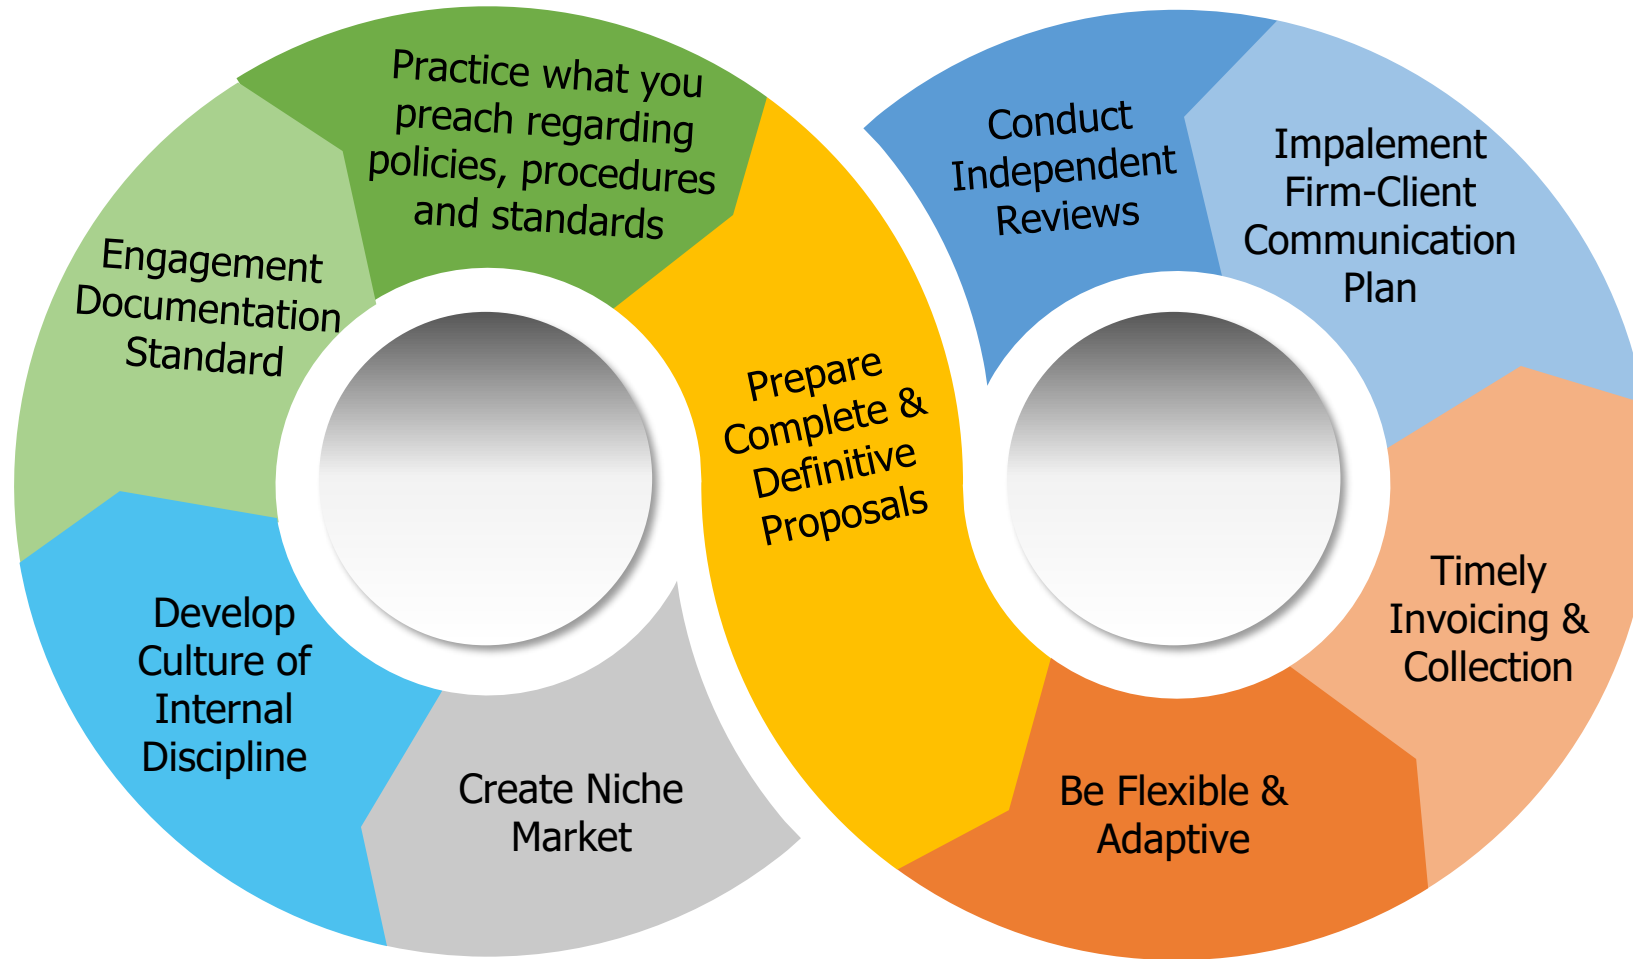 Practice what you
preach regarding
policies, procedures
and standards
Engagement
Documentation
Standard
Develop
Culture of
Internal
Discipline
Create Niche
Market
Prepare
Complete &
Definitive
Proposals
Conduct
Independent
Reviews
Impalement
Firm-Client
Communication
Plan
Timely
Invoicing &
Collection
Be Flexible &
Adaptive